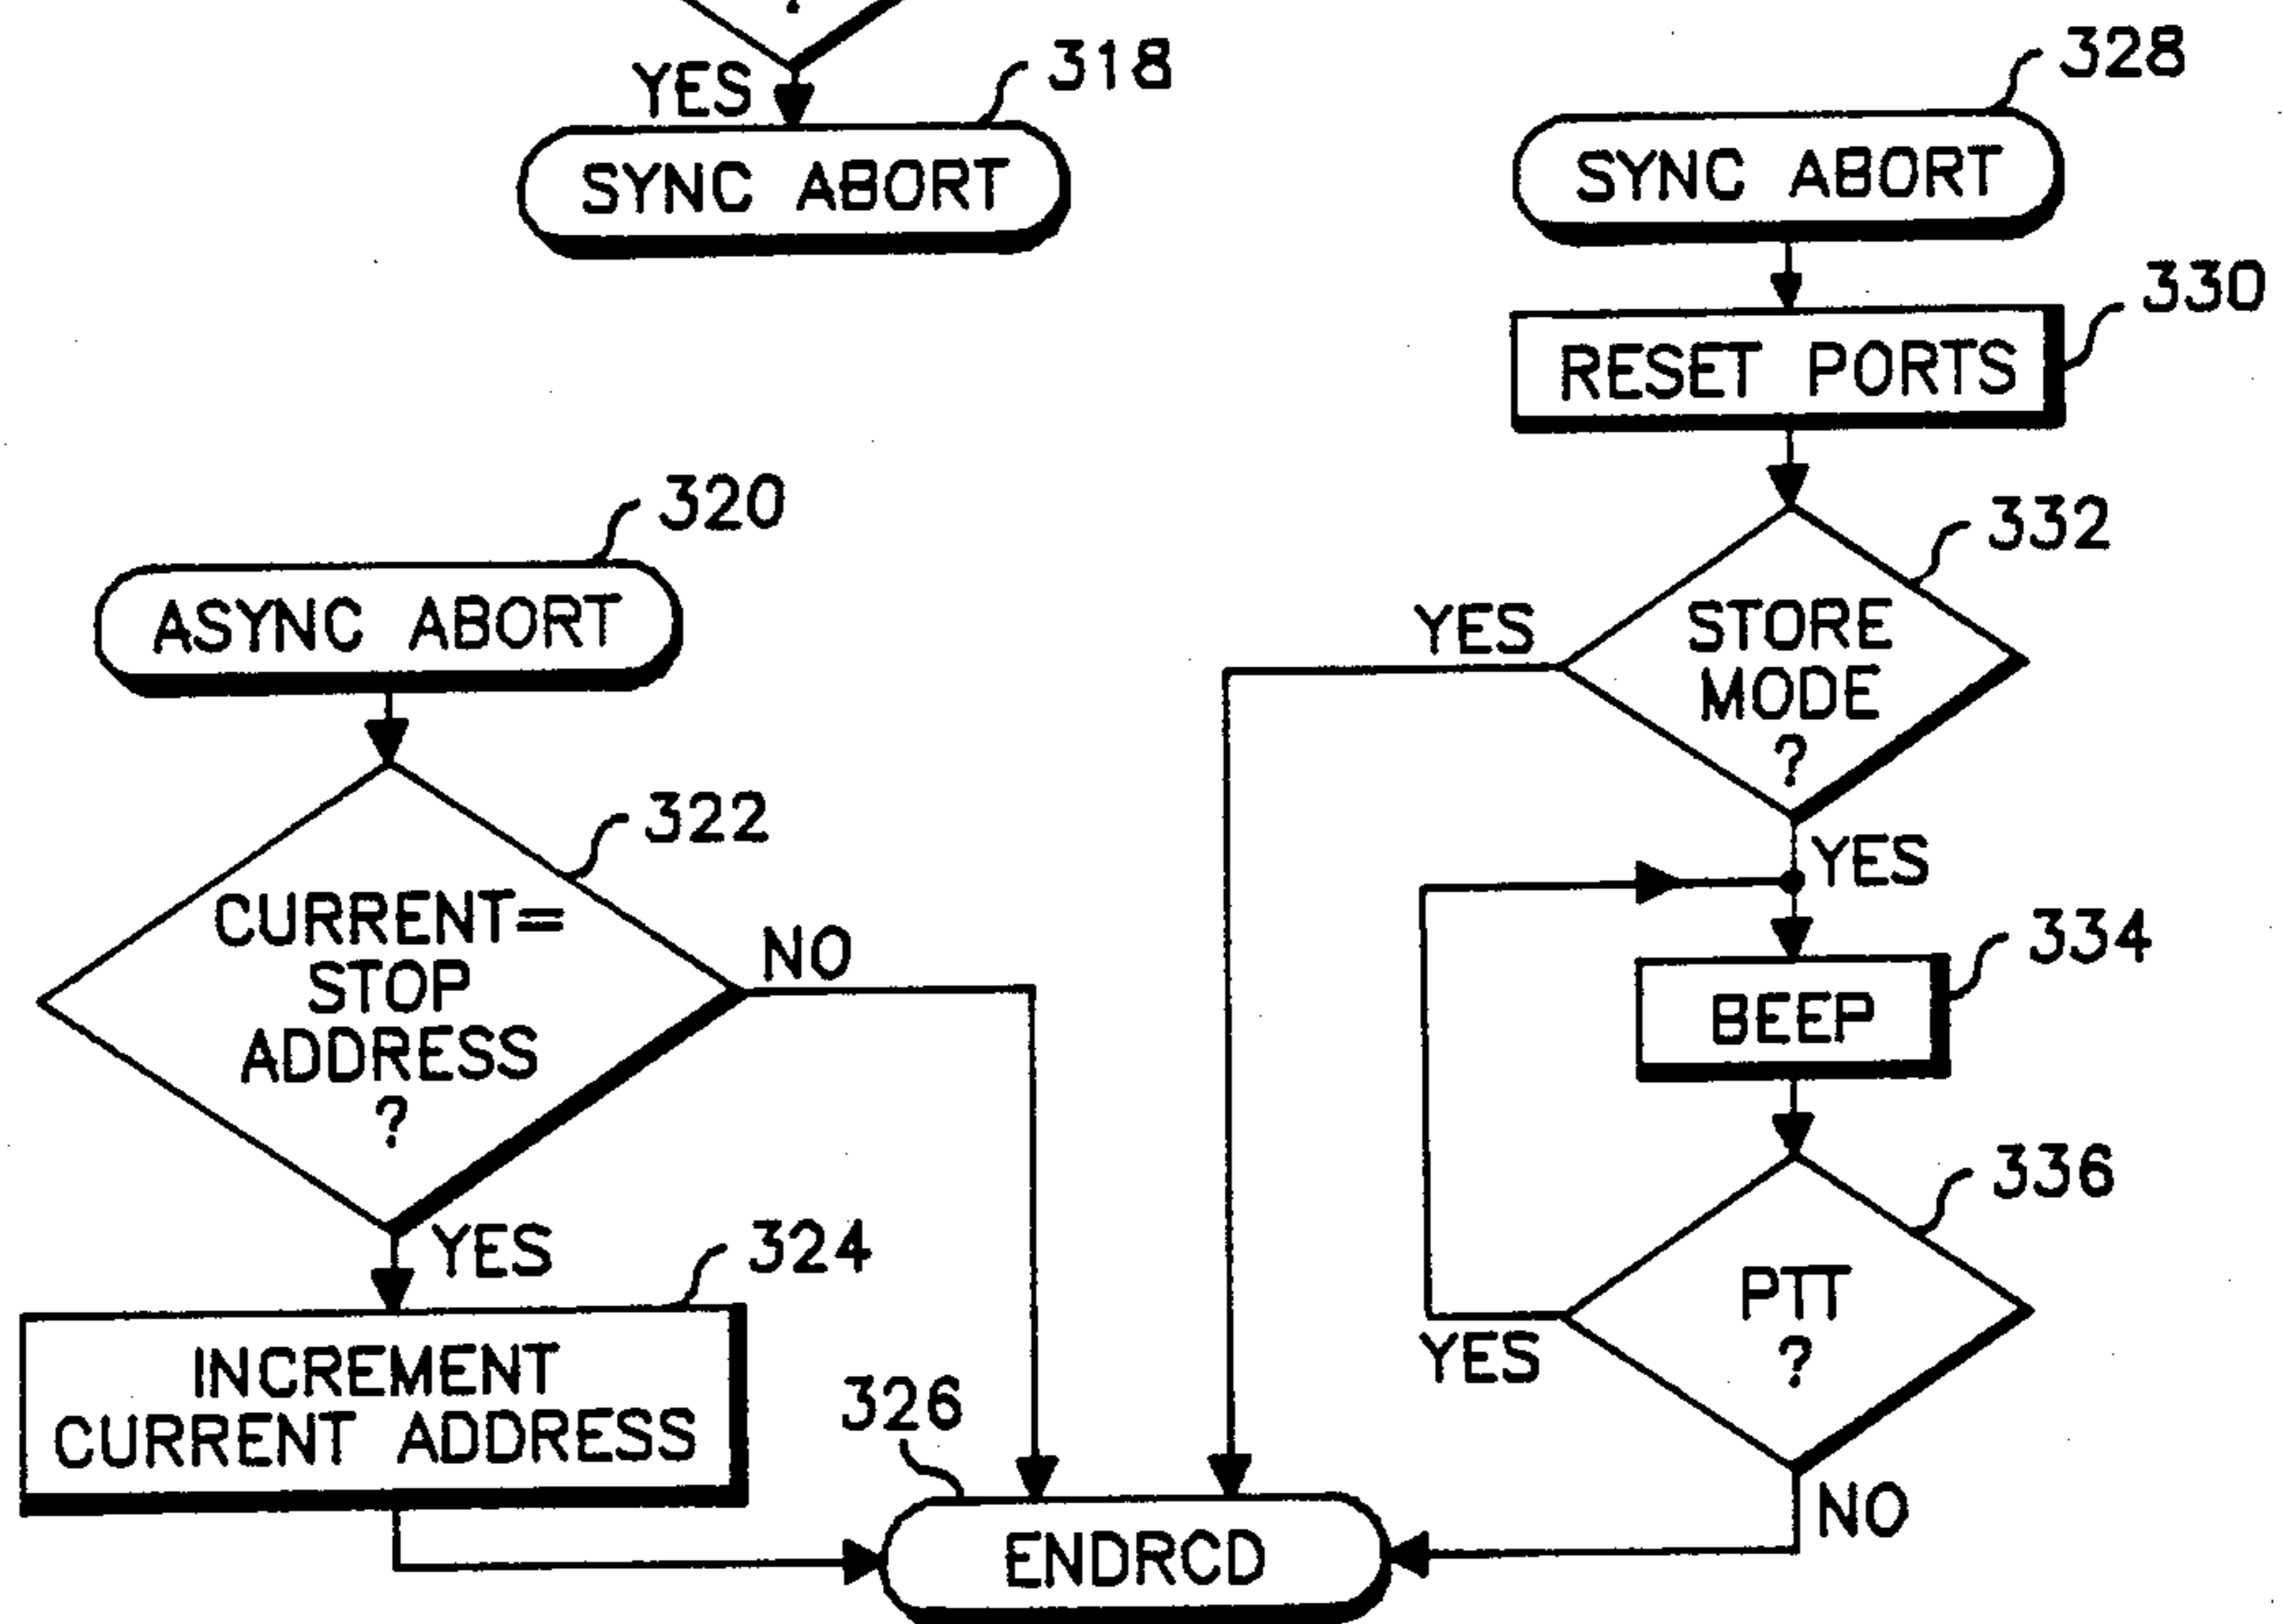 YES
318
SYNC ABORT
320
ASYNC ABORT
322
CURRENT=
STOP
ADDRESS
?
NO
YES
324
INCREMENT
CURRENT ADDRESS
326
ENDRCD
328
SYNC ABORT
330
RESET PORTS
332
STORE
MODE
?
YES
YES
334
BEEP
336
PTT
?
YES
NO